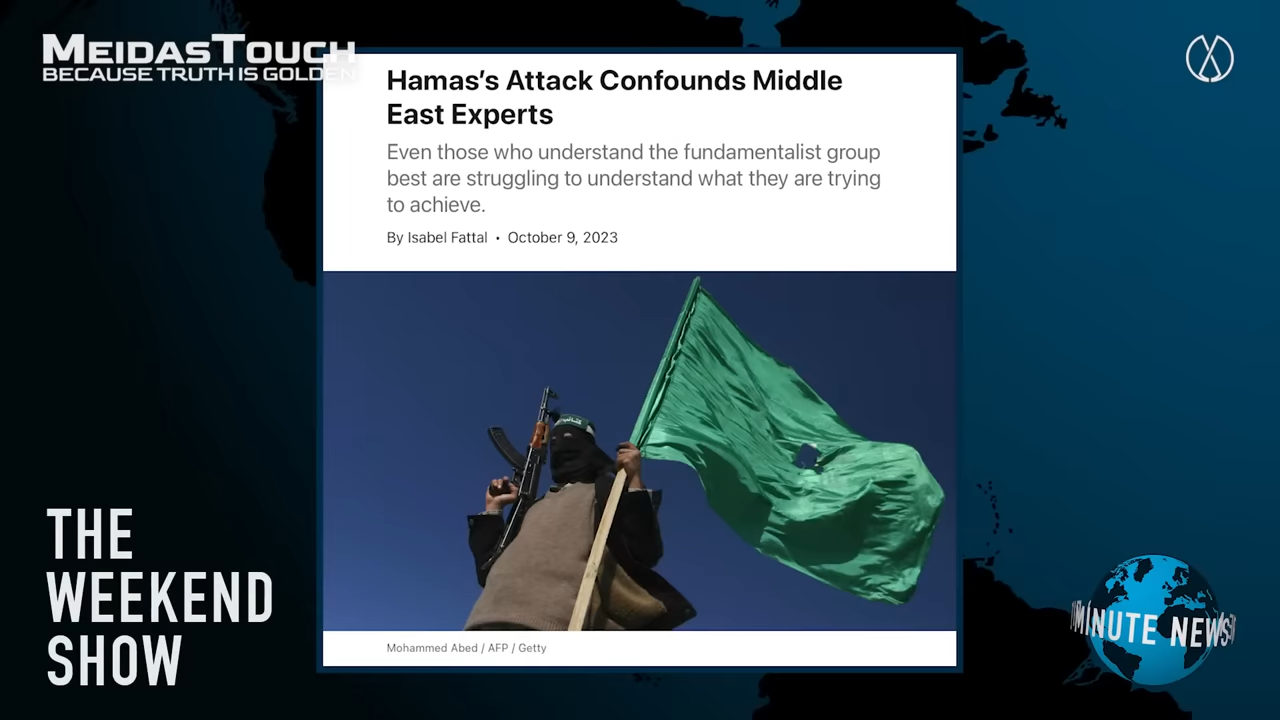 MEIDASTOUCH
BECAUSE TRUTH IS GOLDEN
Hamas's Attack Confounds Middle
East Experts
Even those who understand the fundamentalist group
best are struggling to understand what they are trying
to achieve.
By Isabel Fattal • October 9, 2023
Mohammed Abed / AFP / Getty
THE
WEEKEND
SHOW
MINUTE NEWS